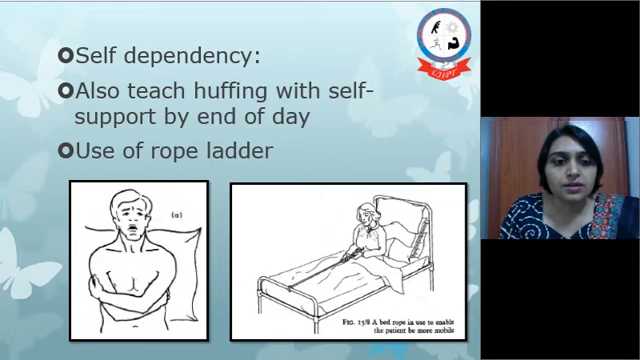 Self dependency:
Also teach huffing with self-
support by end of day
Use of rope ladder
(a)
FIG. 15/8 A bed rope in use to enable
the patient be more mobile